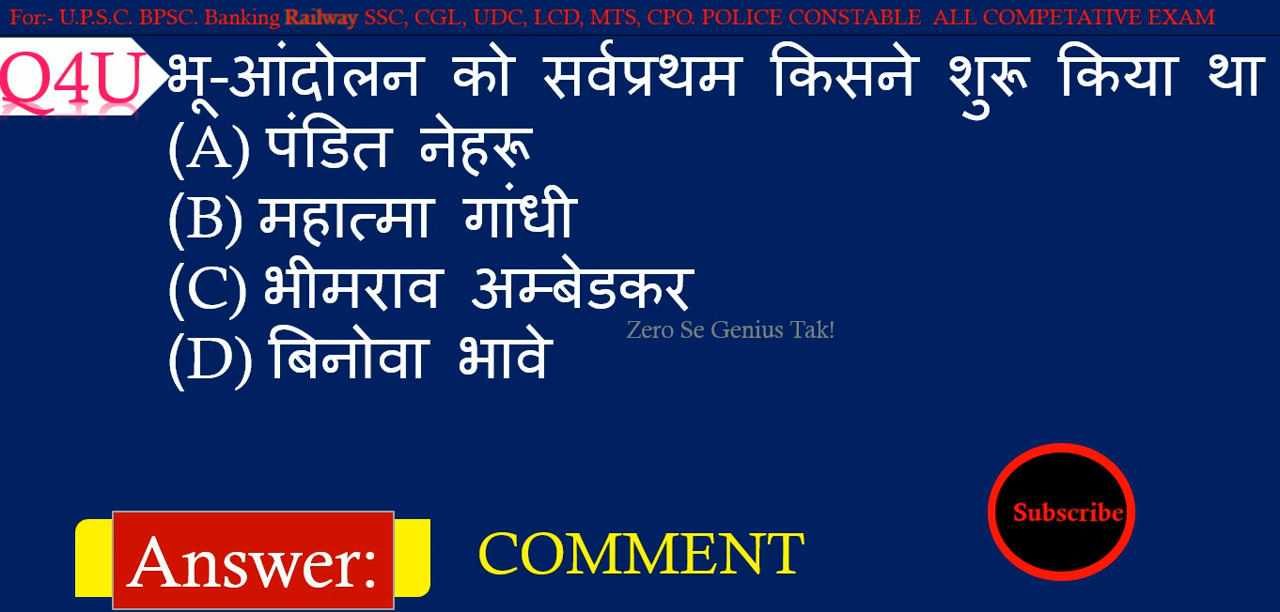 For:- U.P.S.C. BPSC. Banking Railway SSC, CGL, UDC, LCD, MTS, CPO. POLICE CONSTABLE ALL COMPETATIVE EXAM
Q4U भू-आंदोलन को सर्वप्रथम किसने शुरू किया था
(A) पंडित नेहरू
(B) महात्मा गांधी
(C) भीमराव अम्बेडकर
Zero Se Genius Tak!
(D) बिनोवा भावे
Subscribe
Answer: COMMENT